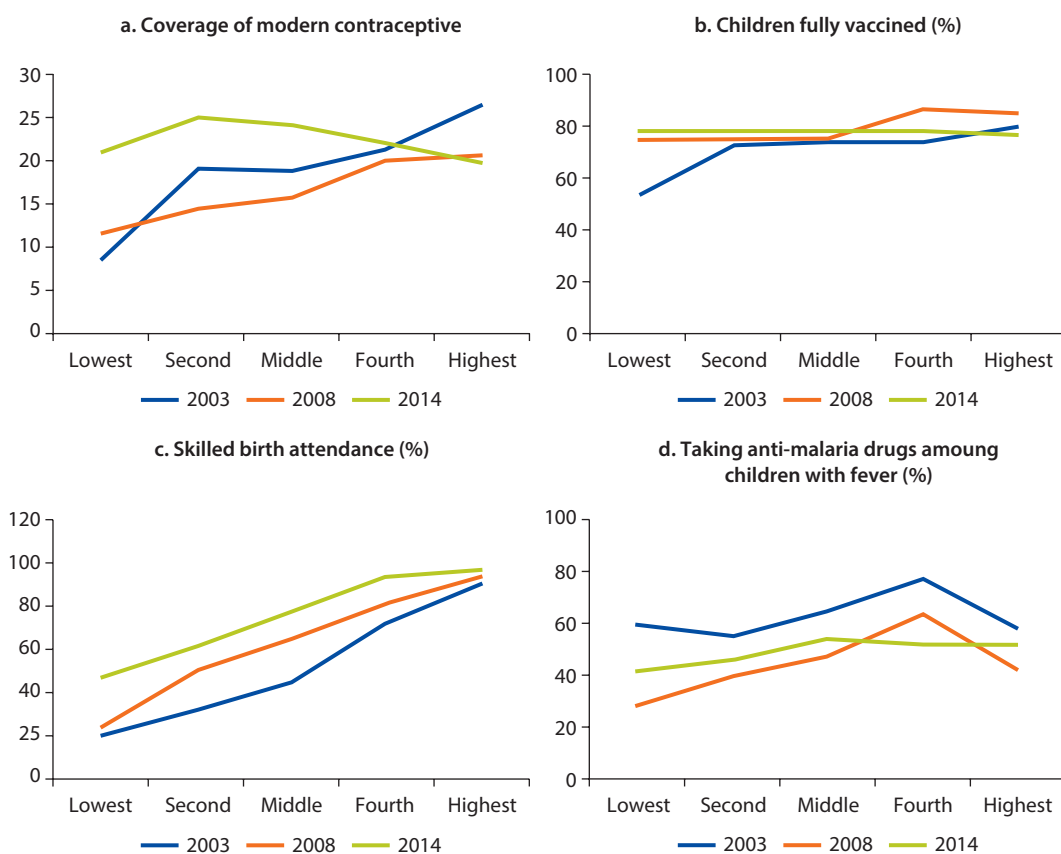 a. Coverage of modern contraceptive
30
25
20
15
10
5
0
Lowest Second Middle Fourth Highest
2003 2008 2014
b. Children fully vaccined (%)
100
80
60
40
20
0
Lowest Second Middle Fourth Highest
2003 2008 2014
c. Skilled birth attendance (%)
120
100
80
60
40
25
0
Lowest Second Middle Fourth Highest
2003 2008 2014
d. Taking anti-malaria drugs amoung
children with fever (%)
100
80
60
40
20
0
Lowest Second Middle Fourth Highest
2003 2008 2014